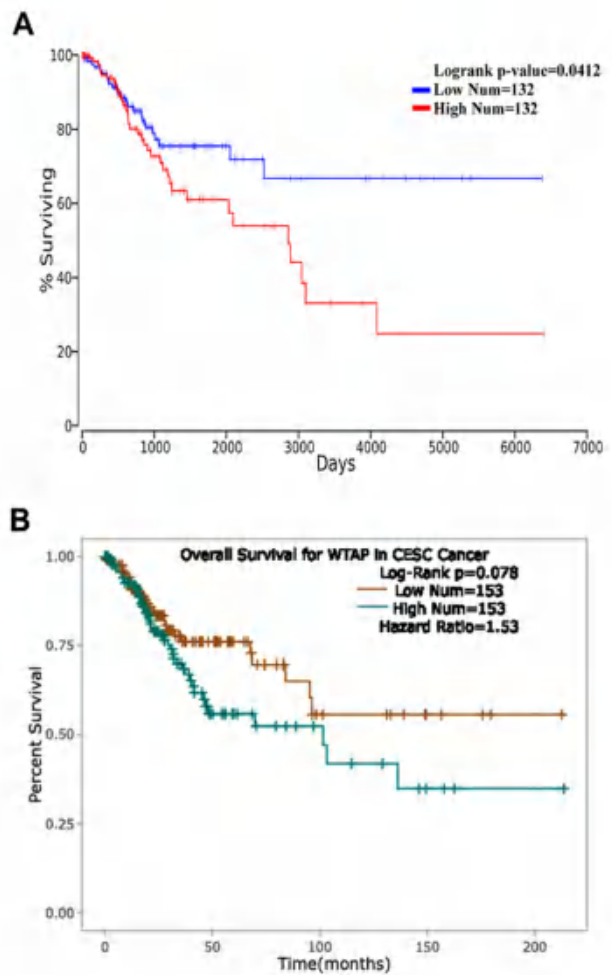 A
100
80
60
40
20
0
% Surviving
Logrank p-value=0.0412
Low Num=132
High Num=132
0 1000 2000 3000 4000 5000 6000 7000
Days
B
Overall Survival for WTAP in CESC Cancer
Log-Rank p=0.078
Low Num=153
High Num=153
Hazard Ratio=1.53
1.00
0.75
0.50
0.25
0.00
Percent Survival
0 50 100 150 200
Time(months)